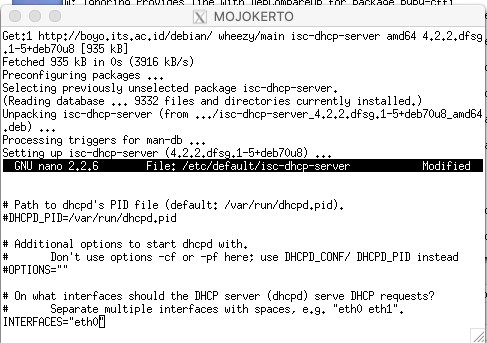 W: Ignoring Provides line with DepCompareOp for package pypy-cffi
MOJOKERTO
Get:1 http://boyo.its.ac.id/debian/ wheezy/main isc-dhcp-server amd64 4.2.2.dfsg
.1-5+deb70u8 [935 kB]
Fetched 935 kB in 0s (3916 kB/s)
Preconfiguring packages ...
Selecting previously unselected package isc-dhcp-server.
(Reading database ... 9332 files and directories currently installed.)
Unpacking isc-dhcp-server (from .../isc-dhcp-server_4.2.2.dfsg.1-5+deb70u8_amd64
.deb) ...
Processing triggers for man-db ...
Setting up isc-dhcp-server (4.2.2.dfsg.1-5+deb70u8) ...
GNU nano 2.2.6 File: /etc/default/isc-dhcp-server Modified
# Path to dhcpd's PID file (default: /var/run/dhcpd.pid).
#DHCPD_PID=/var/run/dhcpd.pid
# Additional options to start dhcpd with.
# Don't use options -cf or -pf here; use DHCPD_CONF/ DHCPD_PID instead
#OPTIONS=""
# On what interfaces should the DHCP server (dhcpd) serve DHCP requests?
# Separate multiple interfaces with spaces, e.g. "eth0 eth1".
INTERFACES="eth0"